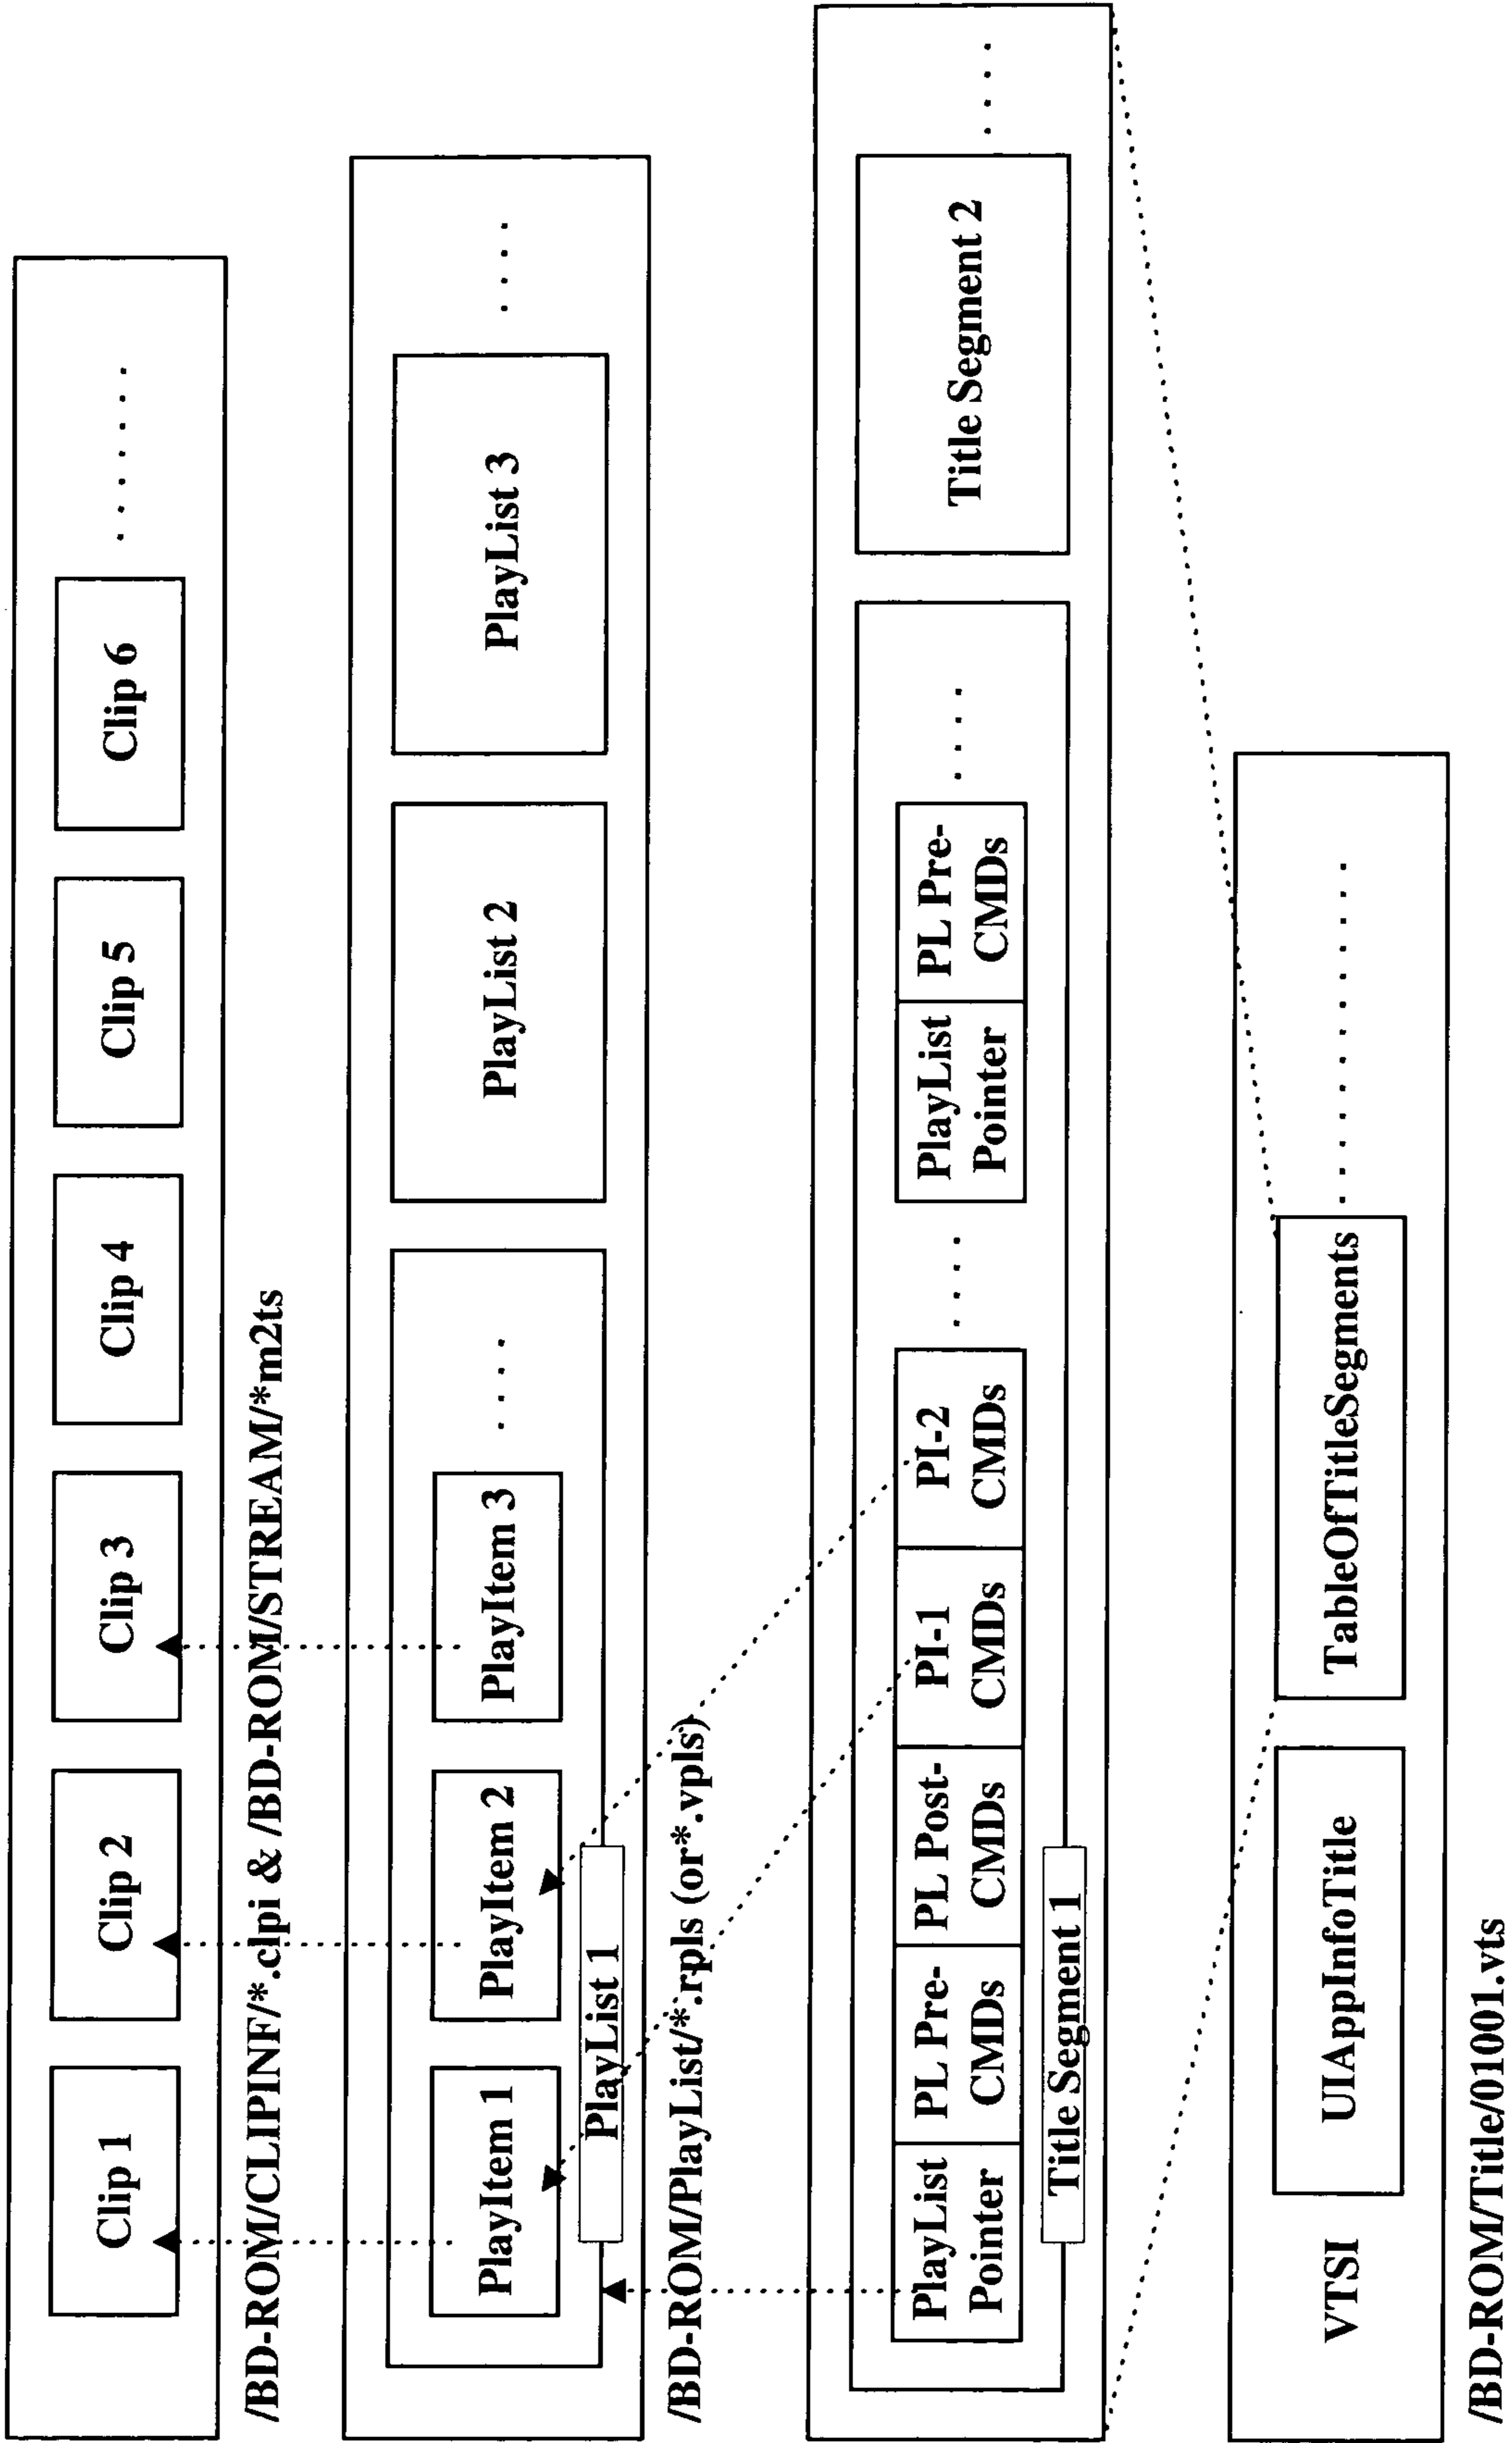 Clip 1
Clip 2
Clip 3
Clip 4
Clip 5
Clip 6
. . . . . . .
/BD-ROM/CLIPINF/*.clpi & /BD-ROM/STREAM/*m2ts
PlayItem 1
PlayItem 2
PlayItem 3
. . . .
PlayList 1
PlayList 2
PlayList 3
. . . .
/BD-ROM/PlayList/*.rpls (or*.vpls)
PlayList
Pointer
PL Pre-
CMDs
PL Post-
CMDs
PI-1
CMDs
PI-2
CMDs
. . . .
PlayList
Pointer
PL Pre-
CMDs
. . . .
Title Segment 1
Title Segment 2
. . . .
VTSI
UIAppInfoTitle
TableOfTitleSegments
. . . . . . . . . . . . .
/BD-ROM/Title/01001.vts